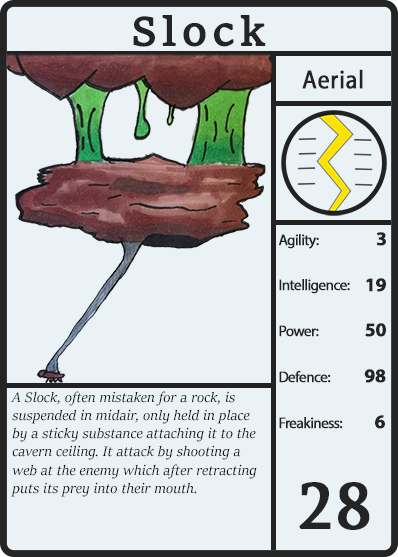 Slock
Aerial
Agility: 3
Intelligence: 19
Power: 50
Defence: 98
Freakiness: 6
28
A Slock, often mistaken for a rock, is
suspended in midair, only held in place
by a sticky substance attaching it to the
cavern ceiling. It attack by shooting a
web at the enemy which after retracting
puts its prey into their mouth.